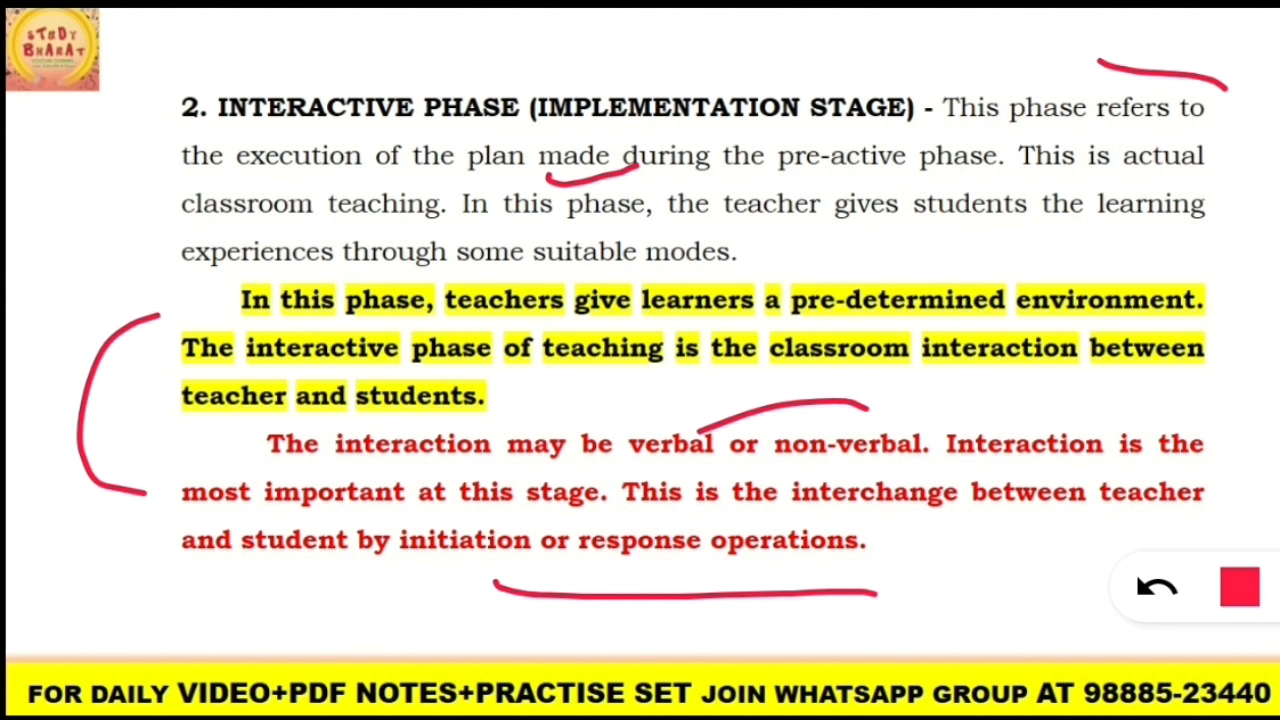 STUDY
BHARAT
2. INTERACTIVE PHASE (IMPLEMENTATION STAGE) - This phase refers to
the execution of the plan made during the pre-active phase. This is actual
classroom teaching. In this phase, the teacher gives students the learning
experiences through some suitable modes.
In this phase, teachers give learners a pre-determined environment.
The interactive phase of teaching is the classroom interaction between
teacher and students.
The interaction may be verbal or non-verbal. Interaction is the
most important at this stage. This is the interchange between teacher
and student by initiation or response operations.
FOR DAILY VIDEO+PDF NOTES+PRACTISE SET JOIN WHATSAPP GROUP AT 98885-23440